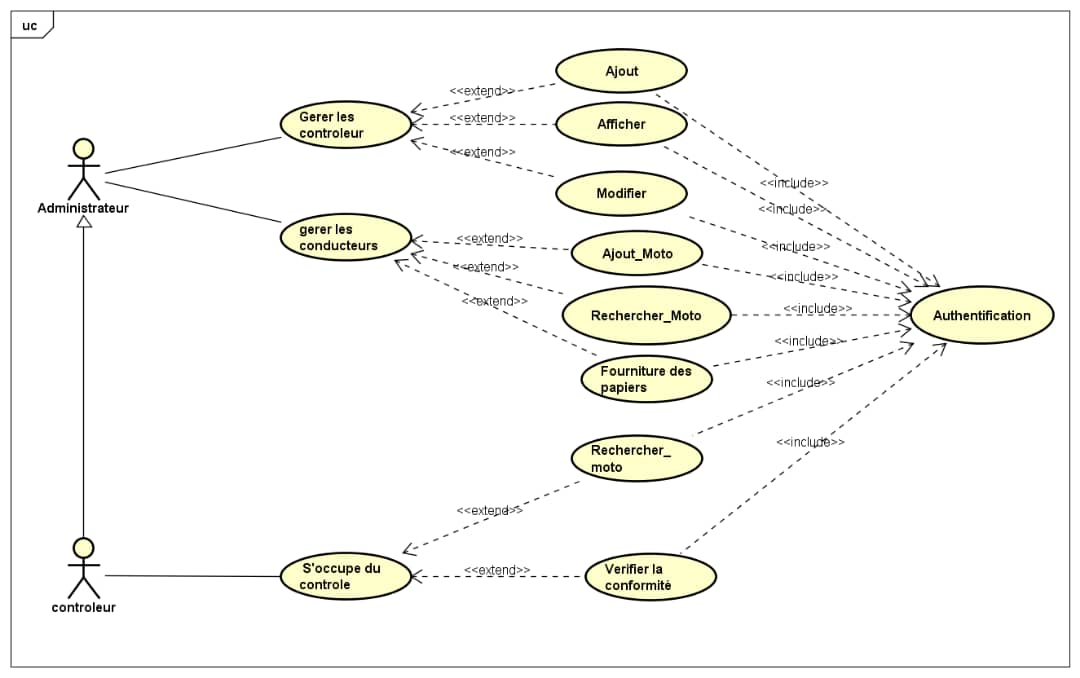 uc
Ajout
<<extend>>
Gerer les
controleur
<<extend>>
Afficher
<<extend>>
Modifier
<<include>>
<<include>>
Administrateur
gerer les
conducteurs
<<extend>>
Ajout_Moto
<<include>>
<<extend>>
<<include>>
<<extend>>
Rechercher_Moto
<<include>>
Authentification
<<include>>
Fourniture des
papiers
<<include>>
Rechercher_
moto
<<include>>
<<extend>>
S'occupe du
controle
<<extend>>
Verifier la
conformité
controleur